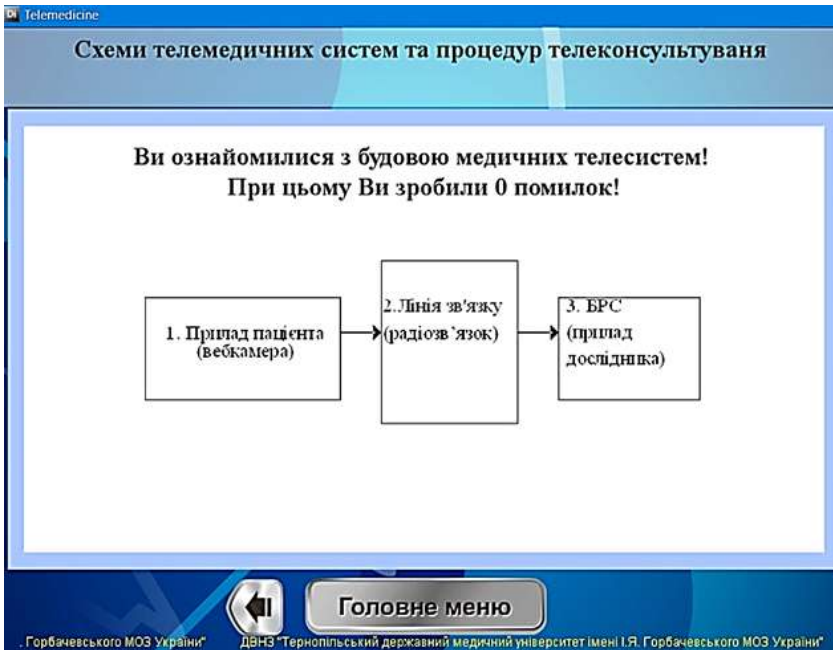 Telemedicine
Схеми телемедичних систем та процедур телеконсультуваня
Ви ознайомилися з будовою медичних телесистем!
При цьому Ви зробили 0 помилок!
1. Прилад пацієнта
(вебкамера)
2.Лінія зв'язку
(радіозв`язок)
3. БРС
(прилад
дослідника)
Головне меню
. Горбачевського МОЗ України" ДВНЗ "Тернопільський державний медичний університет імені І.Я. Горбачевського МОЗ України"